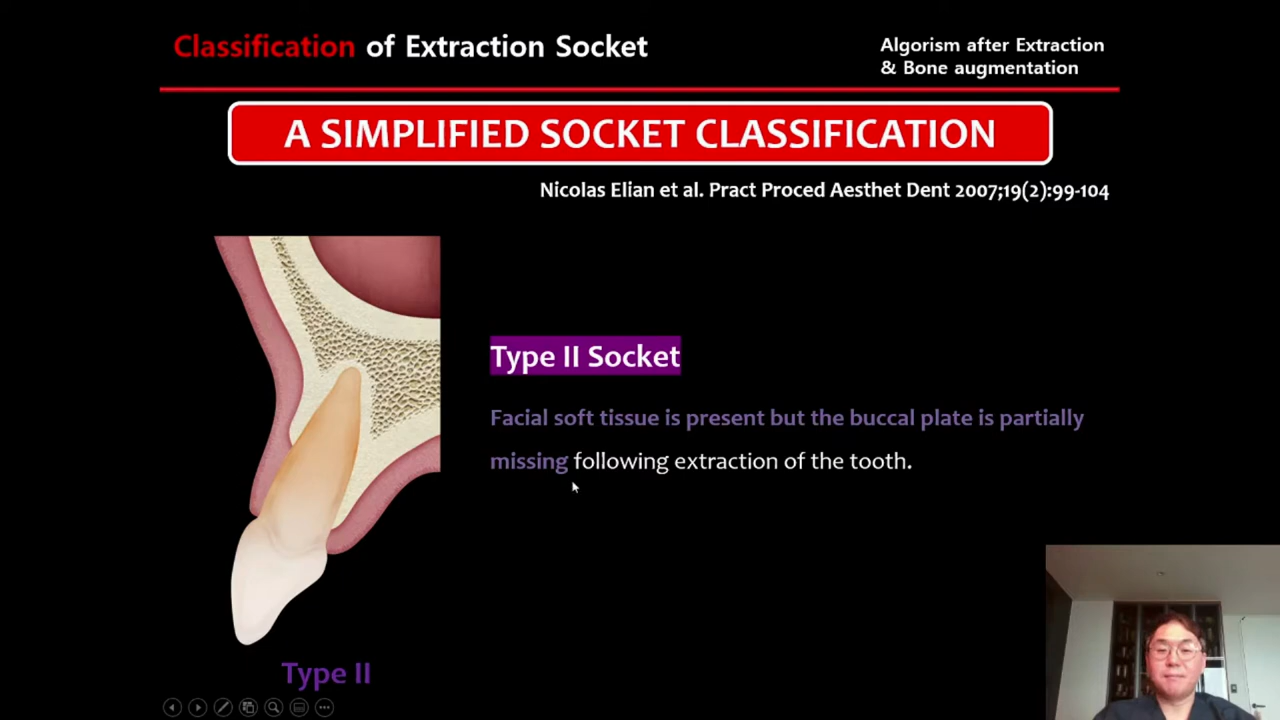 Classification of Extraction Socket
Algorism after Extraction
& Bone augmentation
A SIMPLIFIED SOCKET CLASSIFICATION
Nicolas Elian et al. Pract Proced Aesthet Dent 2007;19(2):99-104
Type II Socket
Facial soft tissue is present but the buccal plate is partially
missing following extraction of the tooth.
Type II